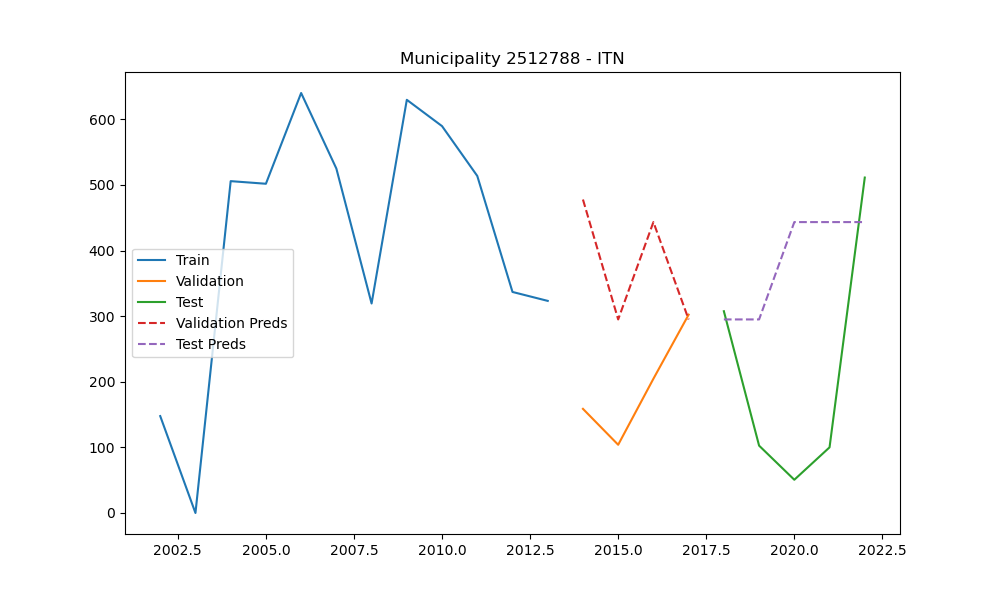 Municipality 2512788 - ITN
600
500
400
300
200
100
0
Train
Validation
Test
Validation Preds
Test Preds
2002.5 2005.0 2007.5 2010.0 2012.5 2015.0 2017.5 2020.0 2022.5